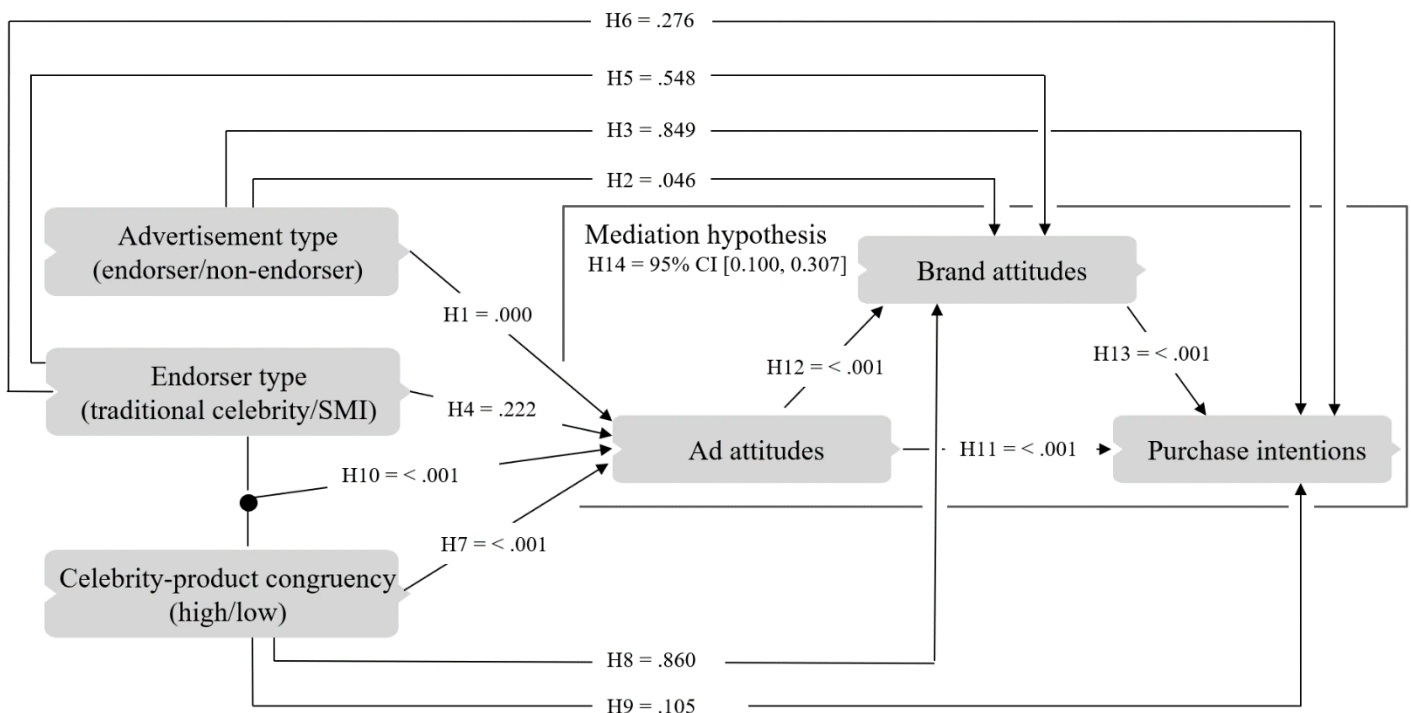 H6 = .276
H5 = .548
H3 = .849
H2 = .046
Advertisement type
(endorser/non-endorser)
Mediation hypothesis
H14 = 95% CI [0.100, 0.307]
Brand attitudes
H1 = .000
Endorser type
(traditional celebrity/SMI)
H4 = .222
H12 = < .001
H13 = < .001
Ad attitudes
H11 = < .001
Purchase intentions
H10 = < .001
H7 = < .001
Celebrity-product congruency
(high/low)
H8 = .860
H9 = .105